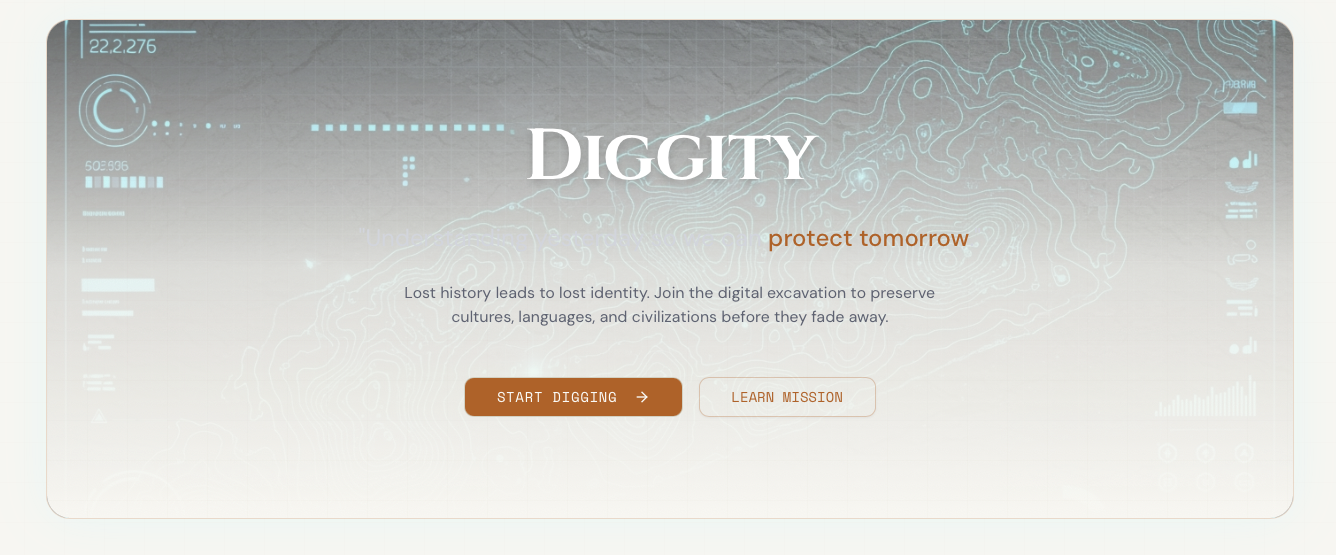 22.2.276
DIGGITY
protect tomorrow
Lost history leads to lost identity. Join the digital excavation to preserve
cultures, languages, and civilizations before they fade away.
START DIGGING →
LEARN MISSION